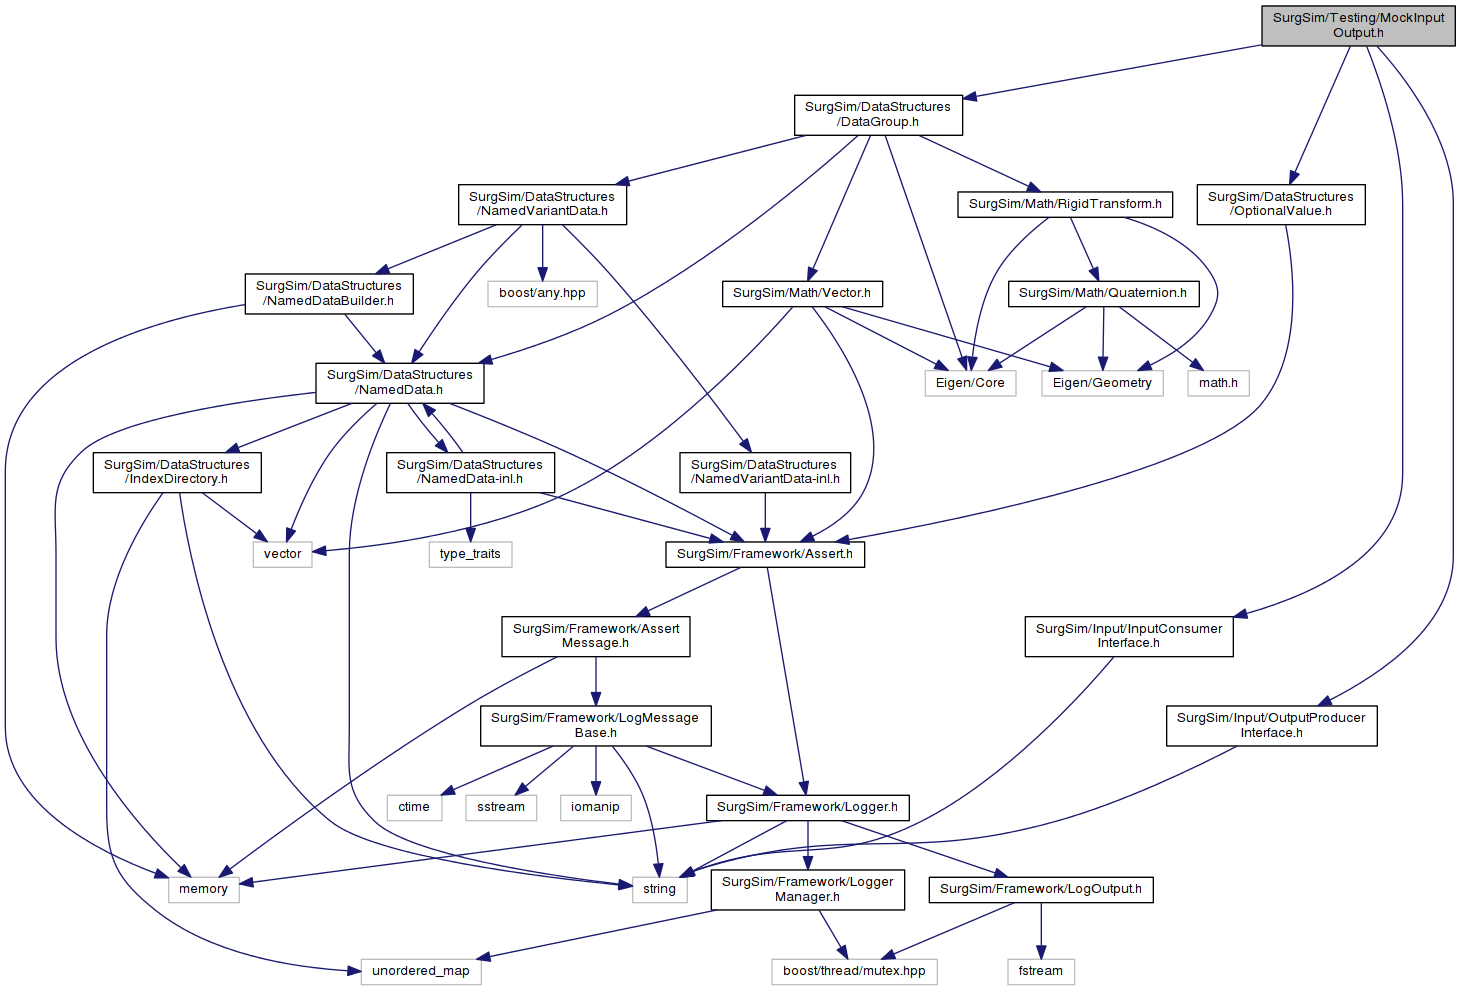 SurgSim/Testing/MockInput
Output.h
SurgSim/DataStructures
/DataGroup.h
SurgSim/DataStructures
/NamedVariantData.h
SurgSim/Math/RigidTransform.h
SurgSim/DataStructures
/OptionalValue.h
SurgSim/DataStructures
/NamedDataBuilder.h
boost/any.hpp
SurgSim/Math/Vector.h
SurgSim/Math/Quaternion.h
SurgSim/DataStructures
/NamedData.h
Eigen/Core
Eigen/Geometry
math.h
SurgSim/DataStructures
/IndexDirectory.h
SurgSim/DataStructures
/NamedData-inl.h
SurgSim/DataStructures
/NamedVariantData-inl.h
vector
type_traits
SurgSim/Framework/Assert.h
SurgSim/Framework/Assert
Message.h
SurgSim/Input/InputConsumer
Interface.h
SurgSim/Framework/LogMessage
Base.h
SurgSim/Input/OutputProducer
Interface.h
ctime
sstream
iomanip
SurgSim/Framework/Logger.h
memory
string
SurgSim/Framework/Logger
Manager.h
SurgSim/Framework/LogOutput.h
unordered_map
boost/thread/mutex.hpp
fstream